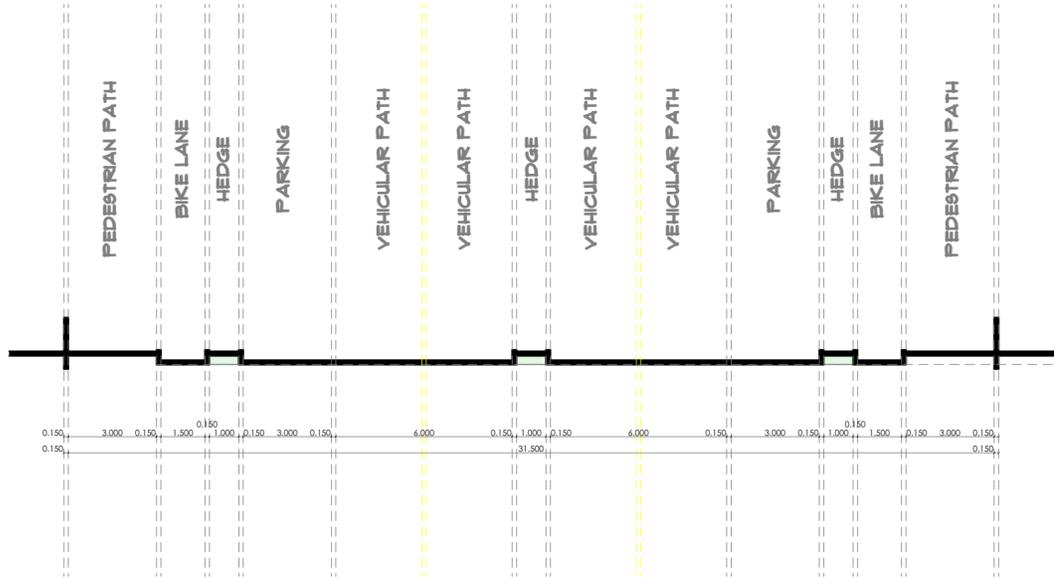 PEDESTRIAN PATH
BIKE LANE
HEDGE
PARKING
VEHICULAR PATH
VEHICULAR PATH
HEDGE
VEHICULAR PATH
VEHICULAR PATH
PARKING
HEDGE
BIKE LANE
PEDESTRIAN PATH
0.150 3.000 0.150 1,500 0.150 1.000 0.150 3.000 0.150 6.000 0.150 1.000 0.150 6.000 0.150 3.000 0.150 1.000 0.150 1.500 0.150 3.000 0.150
0.150 31.500 0.150